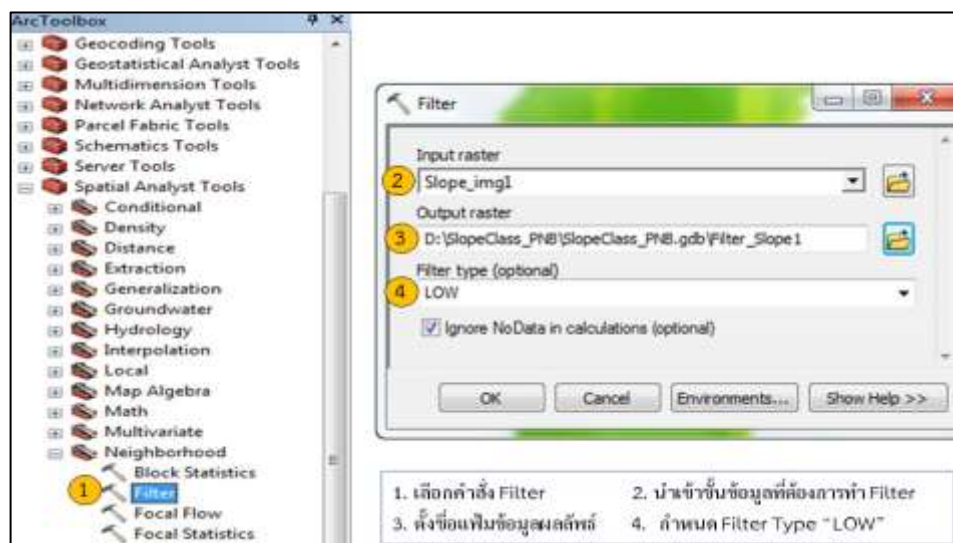 ArcToolbox
Geocoding Tools
Geostatistical Analyst Tools
Multidimension Tools
Network Analyst Tools
Parcel Fabric Tools
Schematics Tools
Server Tools
Spatial Analyst Tools
Conditional
Density
Distance
Extraction
Generalization
Groundwater
Hydrology
Interpolation
Local
Map Algebra
Math
Multivariate
Neighborhood
Block Statistics
1 Filter
Focal Flow
Focal Statistics
Filter
Input raster
2 Slope_img1
Output raster
3 D:\SlopeClass_PNB\SlopeClass_PNB.gdb\Filter_Slope1
Filter type (optional)
4 LOW
Ignore NoData in calculations (optional)
OK Cancel Environments... Show Help >>
1. เลือกคำสั่ง Filter 2. นำเข้าชั้นข้อมูลที่ต้องการทำ Filter
3. ตั้งชื่อแฟ้มข้อมูลผลลัพธ์ 4. กำหนด Filter Type "LOW"